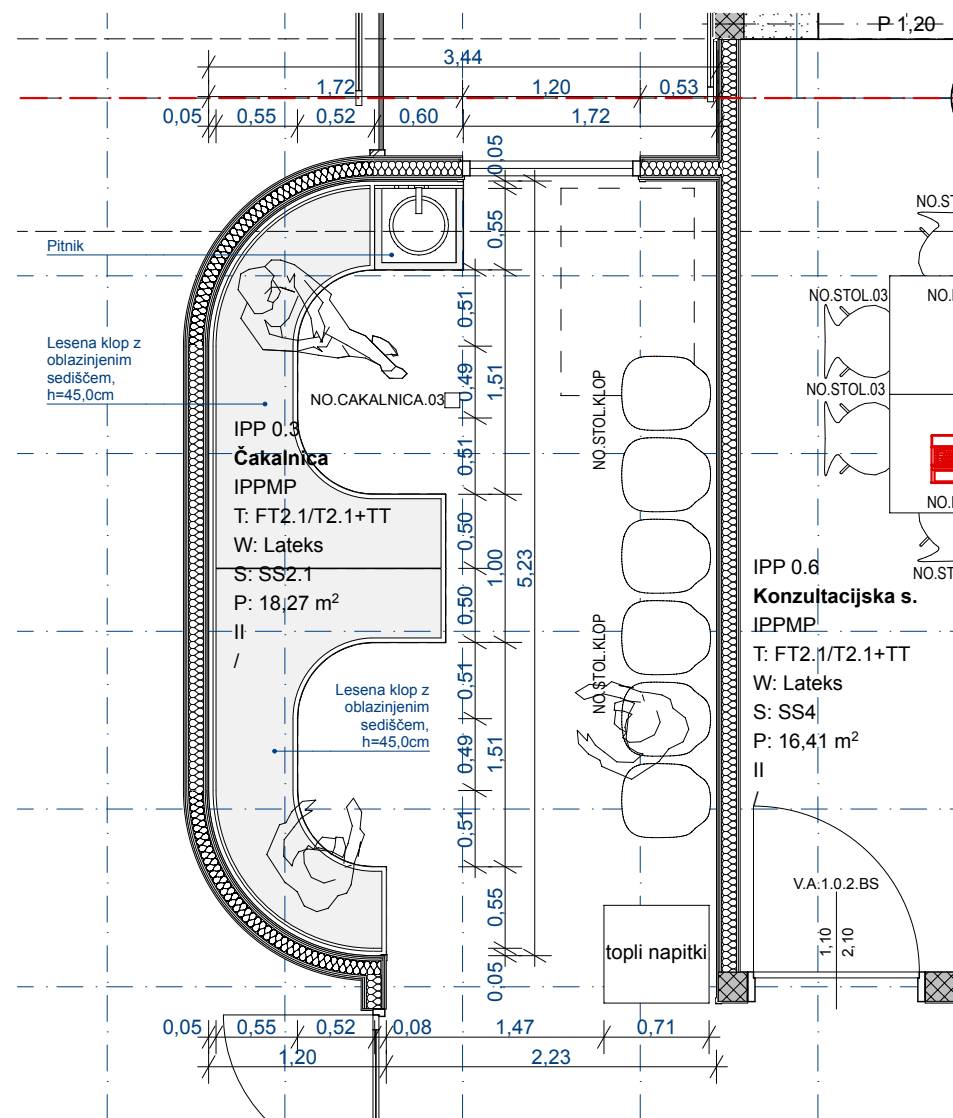 P 1,20
3,44
1,72
1,20
0,53
0,05
0,55
0,52
0,60
1,72
0,05
0,55
0,51
0,49
0,51
0,50
0,50
0,51
0,49
0,51
0,55
0,05
1,51
1,00
1,51
5,23
Pitnik
Lesena klop z
oblazinjenim
sediščem,
h=45,0cm
NO.CAKALNICA.03
IPP 0.3
Čakalnica
IPPMP
T: FT2.1/T2.1+TT
W: Lateks
S: SS2.1
P: 18,27 m²
II
/
Lesena klop z
oblazinjenim
sediščem,
h=45,0cm
NO.STOL.KLOP
NO.STOL.KLOP
topli napitki
NO.ST
NO.STOL.03
NO.STOL.03
NO.ST
IPP 0.6
Konzultacijska s.
IPPMP
T: FT2.1/T2.1+TT
W: Lateks
S: SS4
P: 16,41 m²
II
/
V.A.1.0.2.BS
1,10
2,10
0,05
0,55
0,52
0,08
1,47
0,71
1,20
2,23